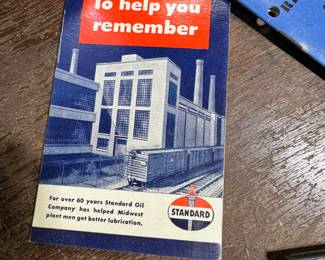 To help you
remember
For over 60 years Standard Oil
Company has helped Midwest
plant men get better lubrication.
STANDARD